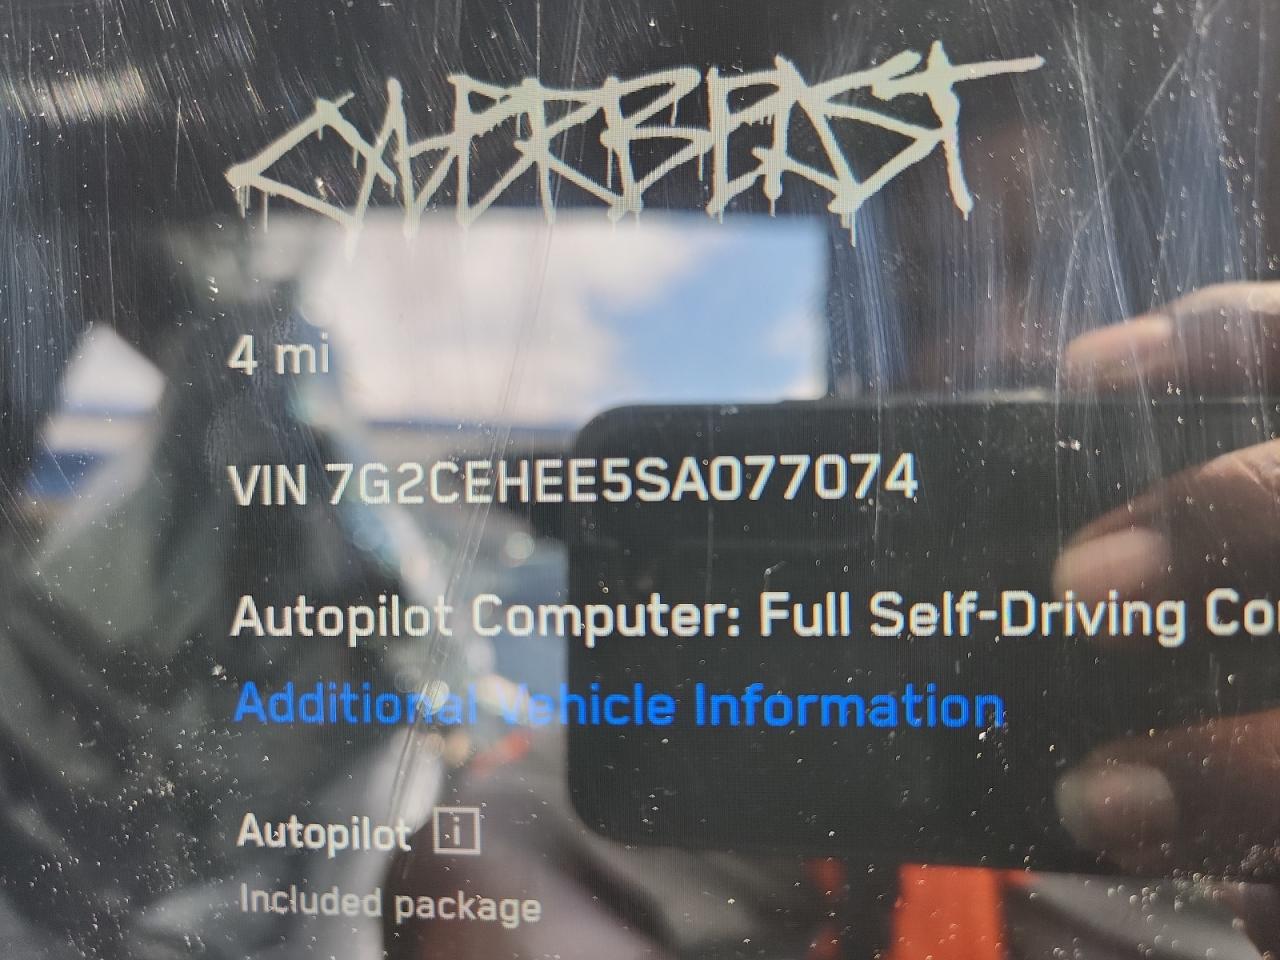 CYBERBEAST
4 mi
VIN 7G2CEHEE5SA077074
Autopilot Computer: Full Self-Driving Co
Additional Vehicle Information
Autopilot i
Included package